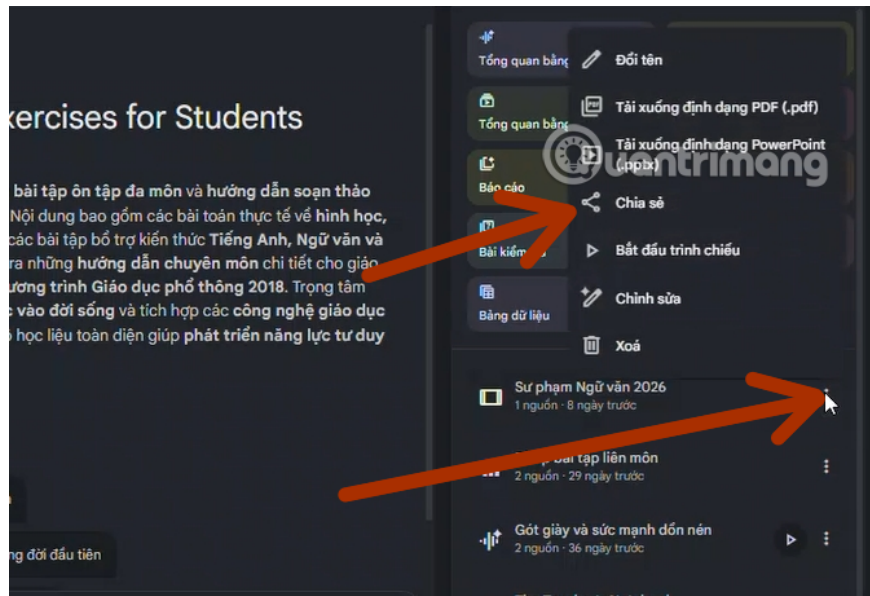 xercises for Students
bài tập ôn tập đa môn và hướng dẫn soạn thảo
Nội dung bao gồm các bài toán thực tế về hình học,
các bài tập bổ trợ kiến thức Tiếng Anh, Ngữ văn và
ra những hướng dẫn chuyên môn chi tiết cho giáo
ương trình Giáo dục phổ thông 2018. Trọng tâm
vào đời sống và tích hợp các công nghệ giáo dục
học liệu toàn diện giúp phát triển năng lực tư duy
ng đời đầu tiên
Tổng quan bằng
Tổng quan bằng
Báo cáo
Bài kiểm
Bảng dữ liệu
Đổi tên
Tải xuống định dạng PDF (.pdf)
Tải xuống định dạng PowerPoint
(.pptx)
uantrimang
Chia sẻ
Bắt đầu trình chiếu
Chỉnh sửa
Xoá
Sư phạm Ngữ văn 2026
1 nguồn · 8 ngày trước
bài tập liên môn
2 nguồn · 29 ngày trước
Gót giày và sức mạnh dồn nén
2 nguồn · 36 ngày trước